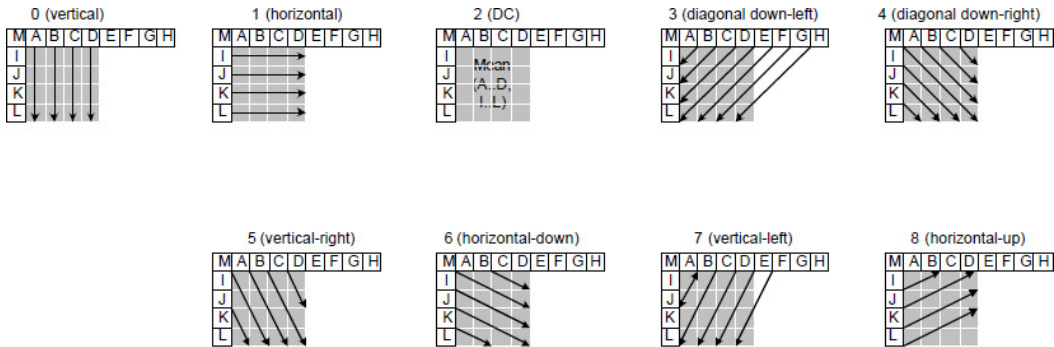 0 (vertical)
M A B C D E F G H
I
J
K
L
1 (horizontal)
M A B C D E F G H
I
J
K
L
2 (DC)
M A B C D E F G H
I
J
K
L
Mean
(A..D,
I..L)
3 (diagonal down-left)
M A B C D E F G H
I
J
K
L
4 (diagonal down-right)
M A B C D E F G H
I
J
K
L
5 (vertical-right)
M A B C D E F G H
I
J
K
L
6 (horizontal-down)
M A B C D E F G H
I
J
K
L
7 (vertical-left)
M A B C D E F G H
I
J
K
L
8 (horizontal-up)
M A B C D E F G H
I
J
K
L